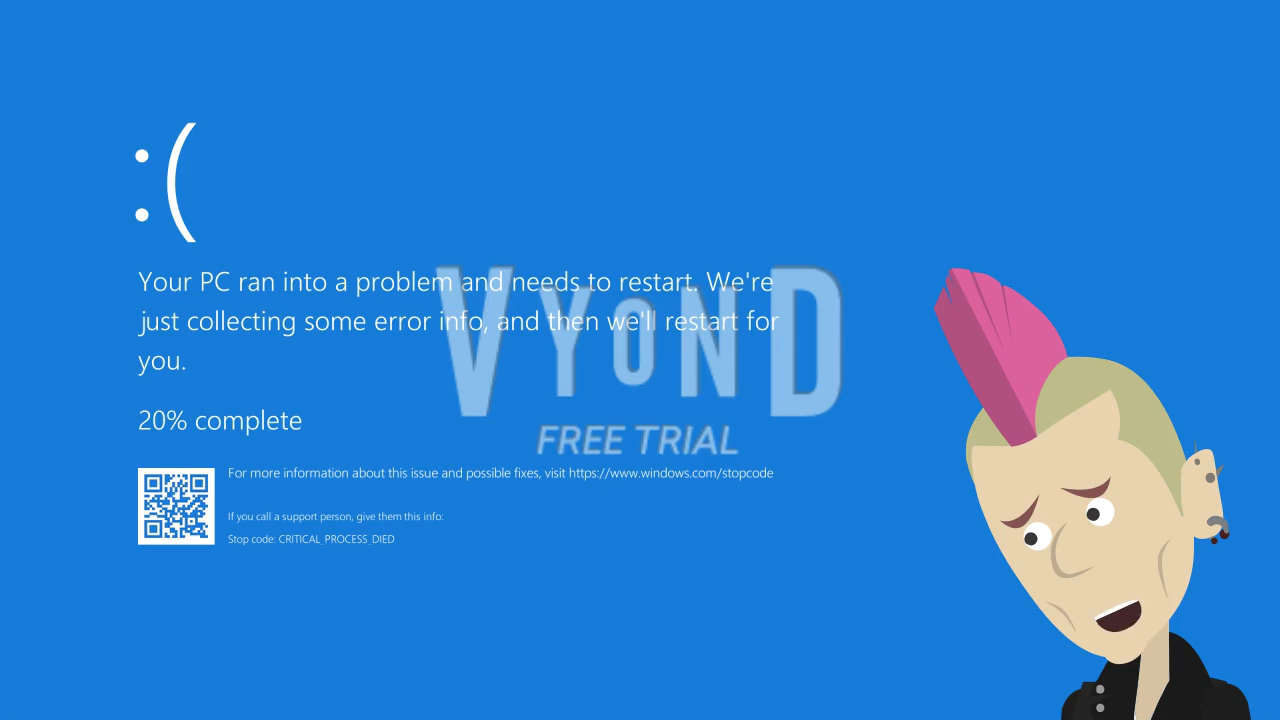 :(
Your PC ran into a problem and needs to restart. We're
just collecting some error info, and then we'll restart for
you.
20% complete
For more information about this issue and possible fixes, visit https://www.windows.com/stopcode
If you call a support person, give them this info:
Stop code: CRITICAL_PROCESS_DIED
VYOND
FREE TRIAL